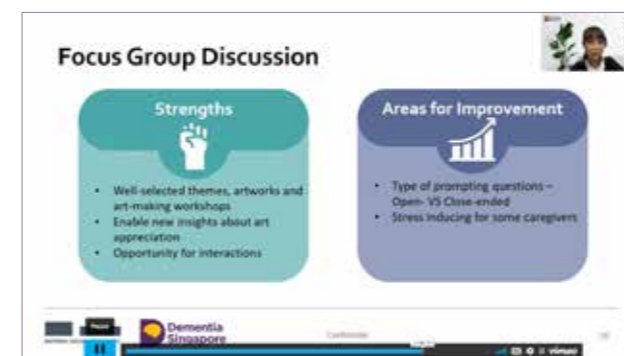 Focus Group Discussion
Strengths
• Well-selected themes, artworks and
art-making workshops
• Enable new insights about art
appreciation
• Opportunity for interactions
Areas for Improvement
• Type of prompting questions –
Open- VS Close-ended
• Stress inducing for some caregivers
Dementia
Singapore
Confidential
vimeo